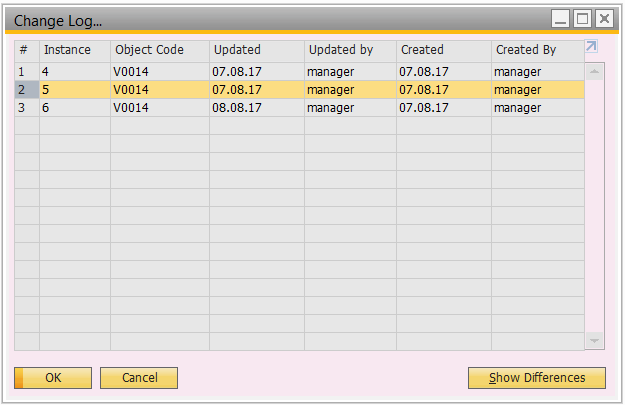 Change Log...
# Instance Object Code Updated Updated by Created Created By
1 4 V0014 07.08.17 manager 07.08.17 manager
2 5 V0014 07.08.17 manager 07.08.17 manager
3 6 V0014 08.08.17 manager 07.08.17 manager
OK Cancel Show Differences